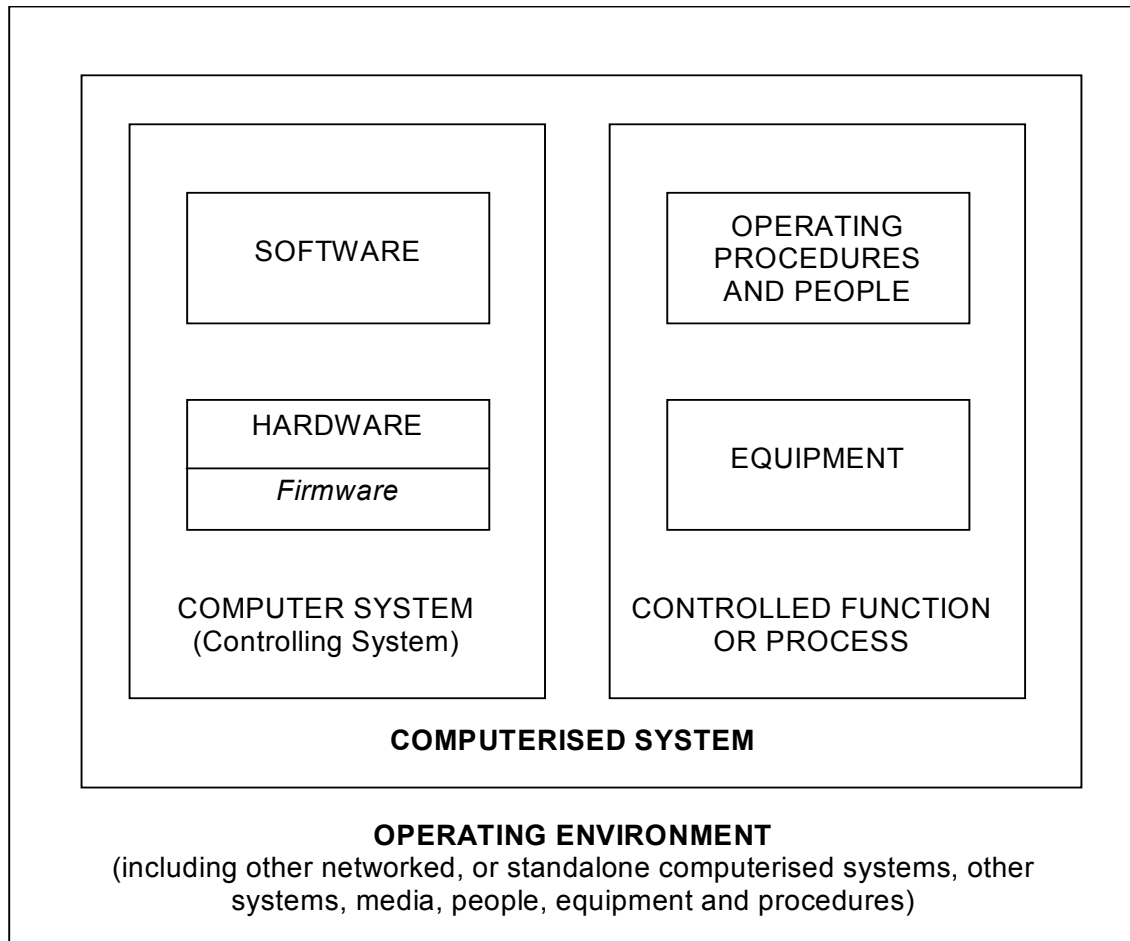 SOFTWARE
HARDWARE
Firmware
COMPUTER SYSTEM
(Controlling System)
OPERATING
PROCEDURES
AND PEOPLE
EQUIPMENT
CONTROLLED FUNCTION
OR PROCESS
COMPUTERISED SYSTEM
OPERATING ENVIRONMENT
(including other networked, or standalone computerised systems, other
systems, media, people, equipment and procedures)